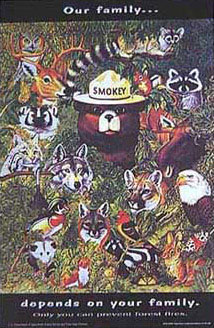 Our family...
SMOKEY
depends on your family.
Only you can prevent forest fires.